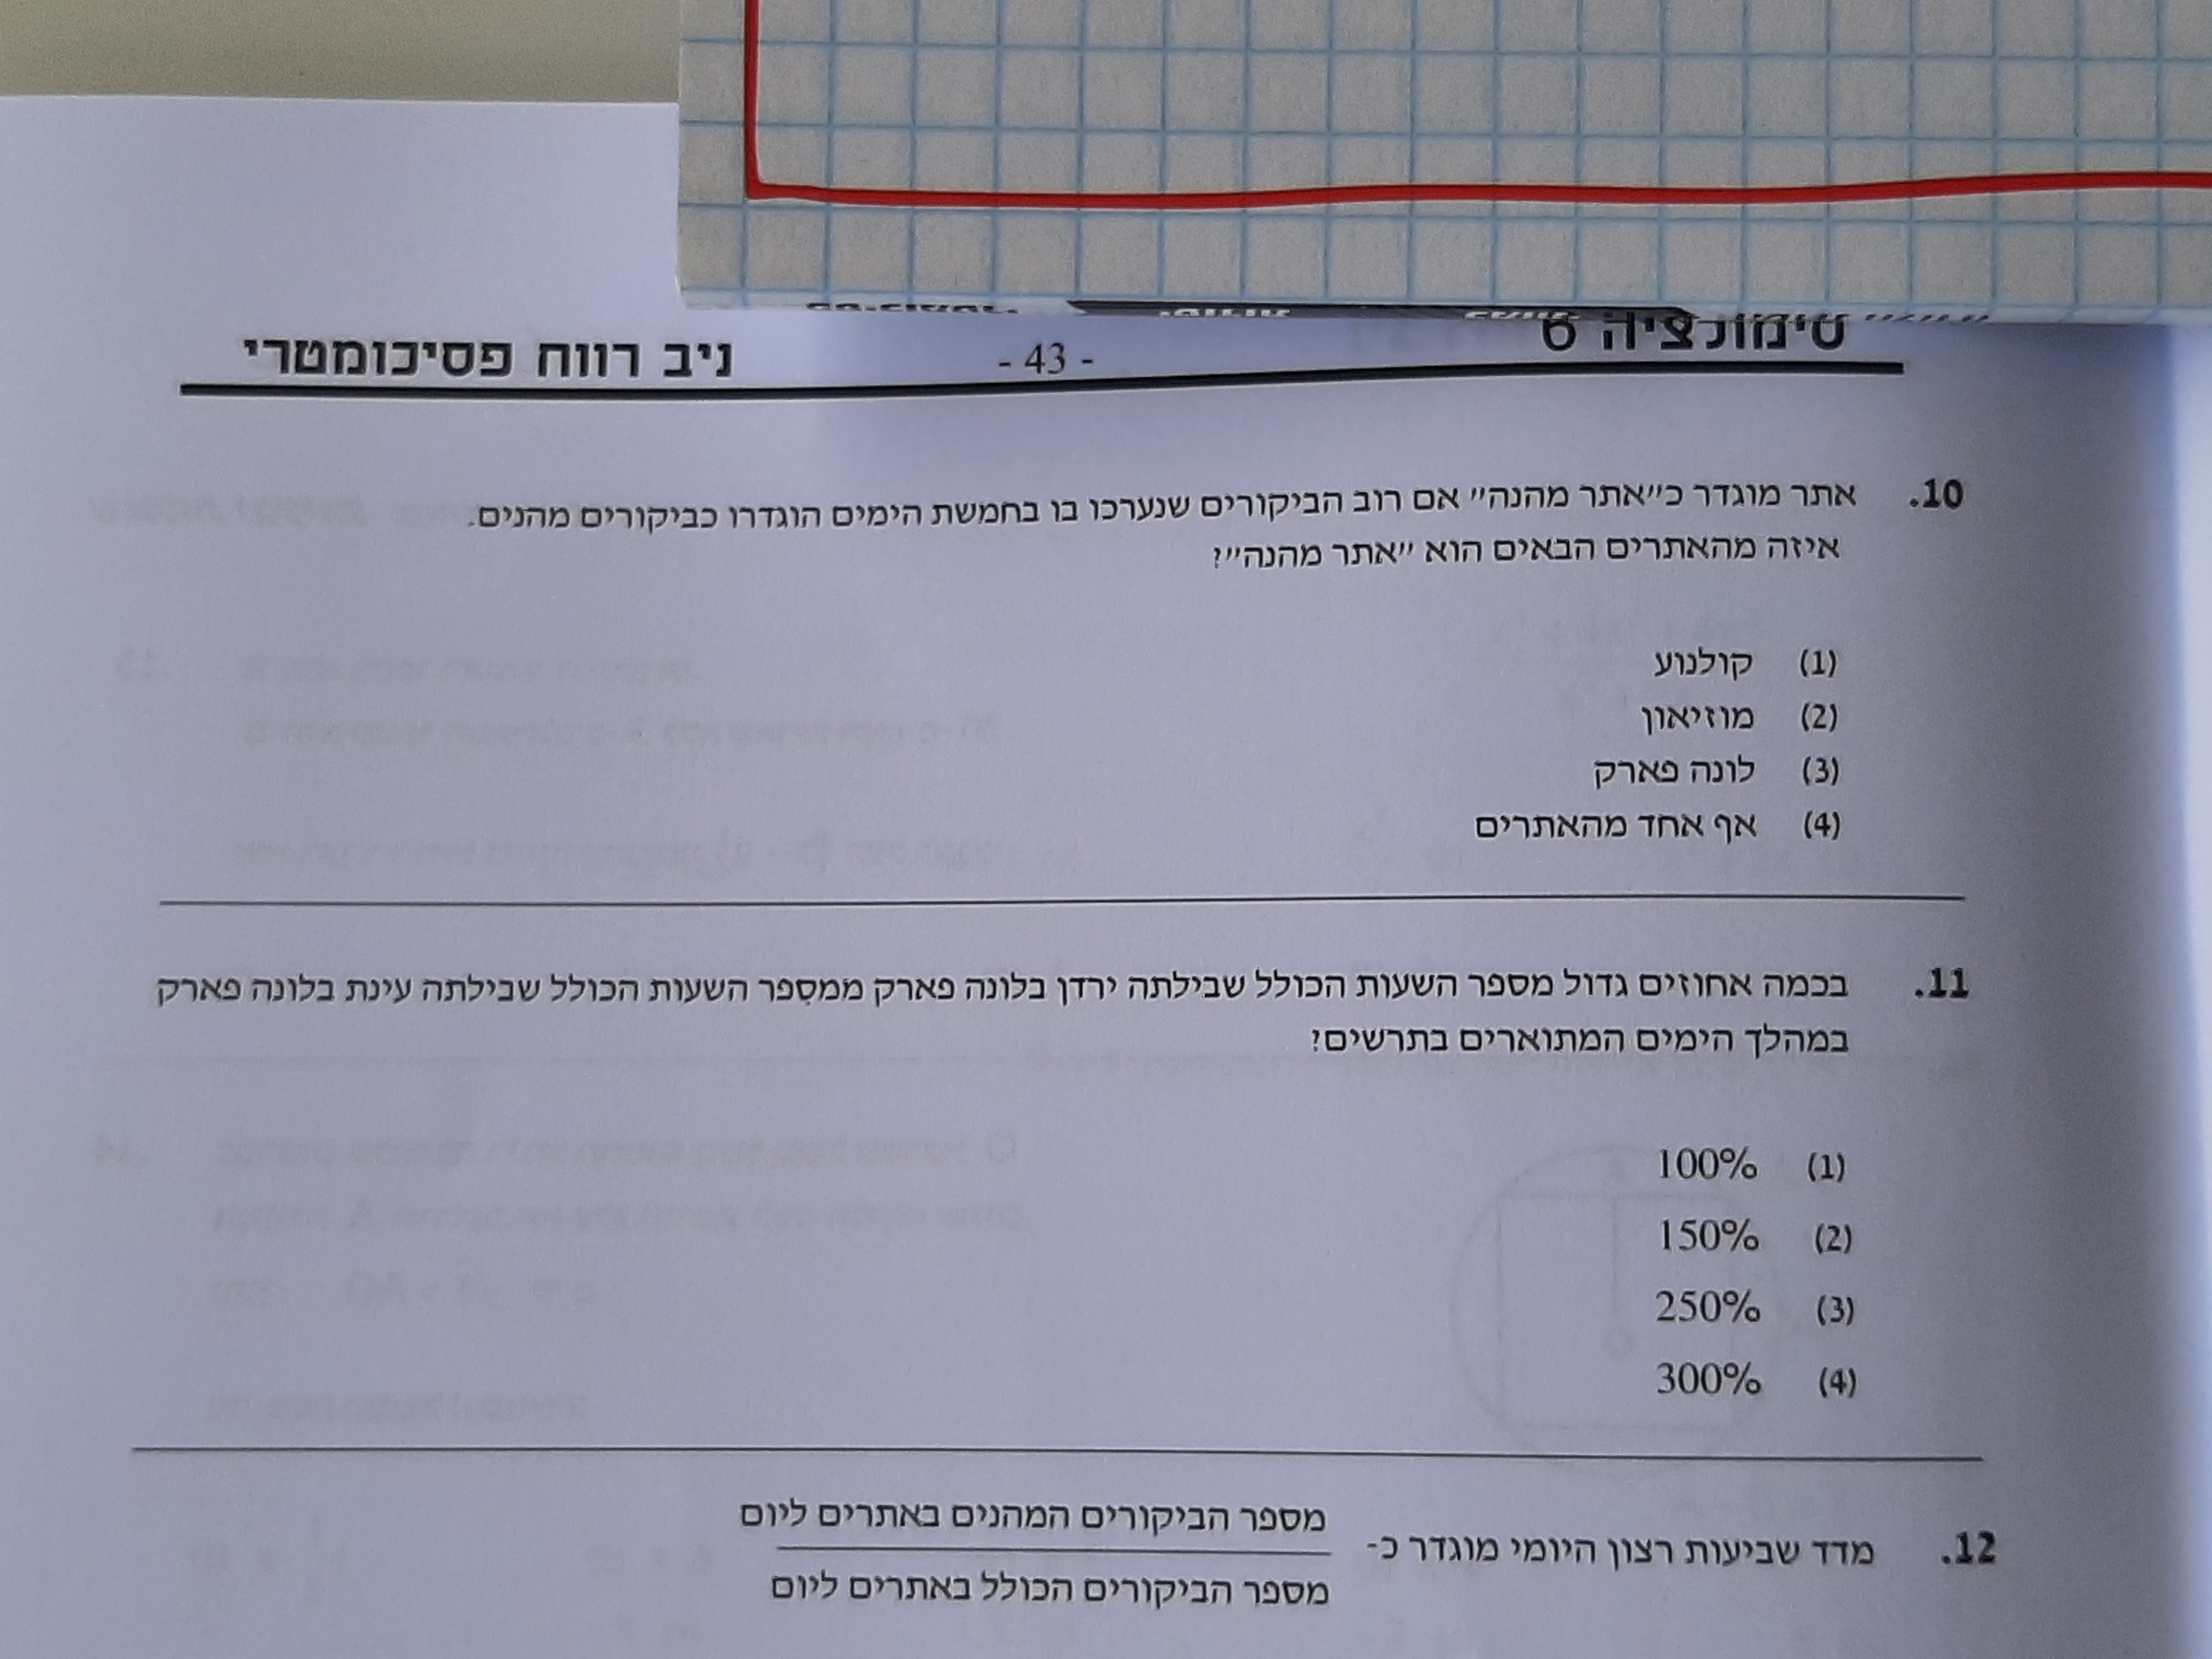 סימולציה 6
- 43 -
ניב רווח פסיכומטרי
10. אתר מוגדר כ״אתר מהנה״ אם רוב הביקורים שנערכו בו בחמשת הימים הוגדרו כביקורים מהנים.
איזה מהאתרים הבאים הוא ״אתר מהנה״?
(1) קולנוע
(2) מוזיאון
(3) לונה פארק
(4) אף אחד מהאתרים
11. בכמה אחוזים גדול מספר השעות הכולל שבילתה ירדן בלונה פארק ממספר השעות הכולל שבילתה עינת בלונה פארק
במהלך הימים המתוארים בתרשים?
(1) 100%
(2) 150%
(3) 250%
(4) 300%
12. מדד שביעות רצון היומי מוגדר כ-
מספר הביקורים המהנים באתרים ליום
מספר הביקורים הכולל באתרים ליום